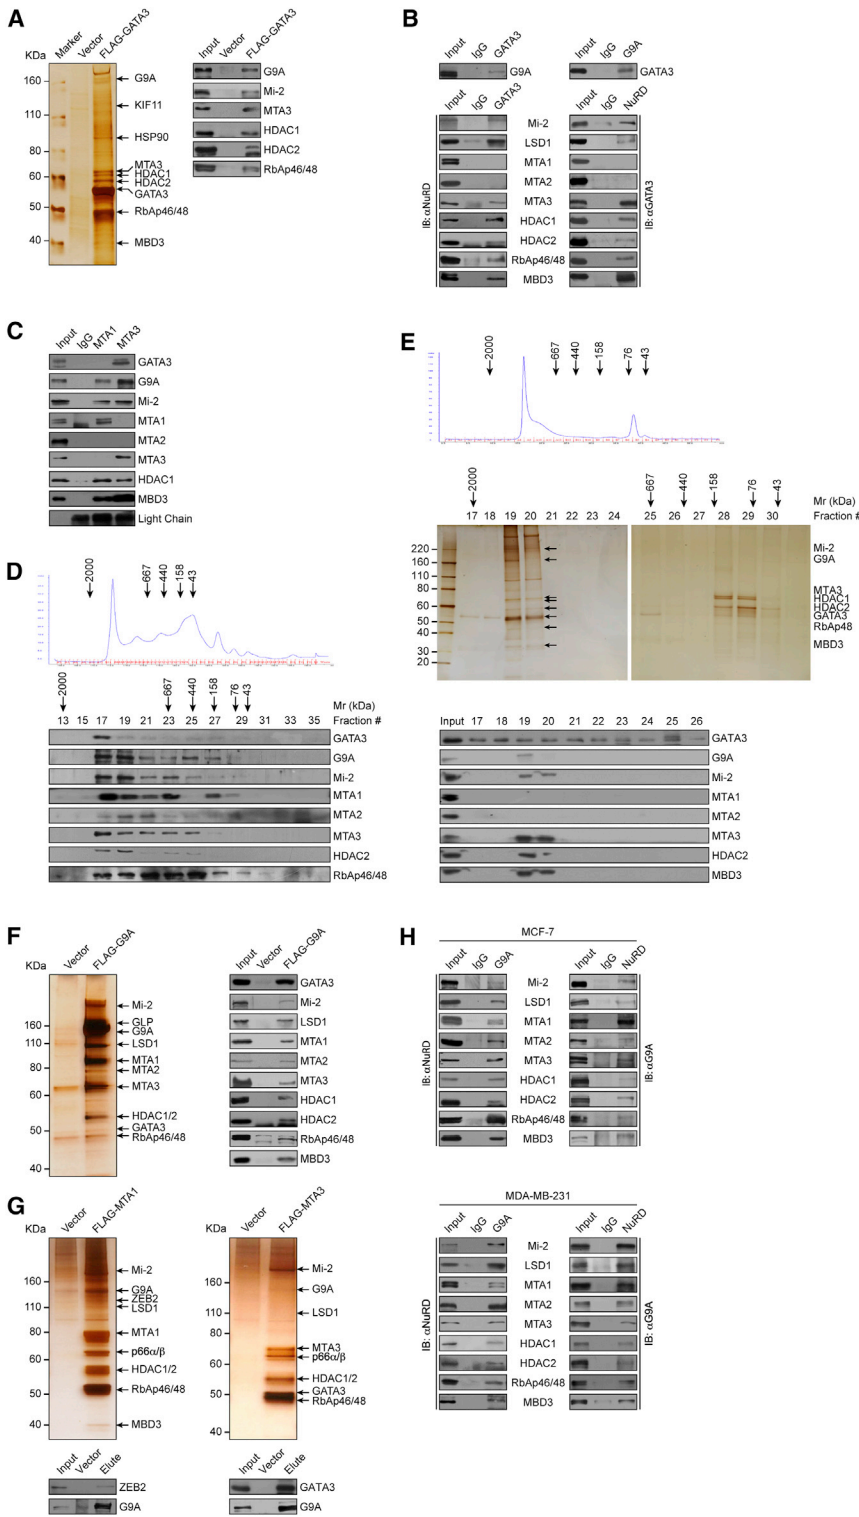 A
KDa
Marker
Vector
FLAG-GATA3
160
110
80
60
50
40
G9A
KIF11
HSP90
MTA3
HDAC1
HDAC2
GATA3
RbAp46/48
MBD3
Input
Vector
FLAG-GATA3
G9A
Mi-2
MTA3
HDAC1
HDAC2
RbAp46/48
B
Input
IgG
GATA3
G9A
Input
IgG
G9A
GATA3
Input
IgG
GATA3
Input
IgG
NuRD
IB: αNuRD
Mi-2
LSD1
MTA1
MTA2
MTA3
HDAC1
HDAC2
RbAp46/48
MBD3
IB: αGATA3
C
Input
IgG
MTA1
MTA3
GATA3
G9A
Mi-2
MTA1
MTA2
MTA3
HDAC1
MBD3
Light Chain
D
2000
667
440
158
43
2000
667
440
158
76
43
Mr (kDa)
13 15 17 19 21 23 25 27 29 31 33 35 Fraction #
GATA3
G9A
Mi-2
MTA1
MTA2
MTA3
HDAC2
RbAp46/48
E
2000
667
440
158
76
43
2000
667
440
158
76
43
Mr (kDa)
17 18 19 20 21 22 23 24 25 26 27 28 29 30 Fraction #
220
160
110
80
60
50
40
30
20
Mi-2
G9A
MTA3
HDAC1
HDAC2
GATA3
RbAp48
MBD3
Input 17 18 19 20 21 22 23 24 25 26
GATA3
G9A
Mi-2
MTA1
MTA2
MTA3
HDAC2
MBD3
F
KDa
Vector
FLAG-G9A
160
110
80
60
50
40
Mi-2
GLP
G9A
LSD1
MTA1
MTA2
MTA3
HDAC1/2
GATA3
RbAp46/48
Input
Vector
FLAG-G9A
GATA3
Mi-2
LSD1
MTA1
MTA2
MTA3
HDAC1
HDAC2
RbAp46/48
MBD3
G
KDa
Vector
FLAG-MTA1
160
110
80
60
50
40
Mi-2
G9A
ZEB2
LSD1
MTA1
p66α/β
HDAC1/2
RbAp46/48
MBD3
Input
Vector
Elute
ZEB2
G9A
KDa
Vector
FLAG-MTA3
160
110
80
60
50
40
Mi-2
G9A
LSD1
MTA3
p66α/β
HDAC1/2
GATA3
RbAp46/48
Input
Vector
Elute
GATA3
G9A
H
MCF-7
Input
IgG
G9A
Input
IgG
NuRD
IB: αNuRD
Mi-2
LSD1
MTA1
MTA2
MTA3
HDAC1
HDAC2
RbAp46/48
MBD3
IB: αG9A
MDA-MB-231
Input
IgG
G9A
Input
IgG
NuRD
IB: αNuRD
Mi-2
LSD1
MTA1
MTA2
MTA3
HDAC1
HDAC2
RbAp46/48
MBD3
IB: αG9A